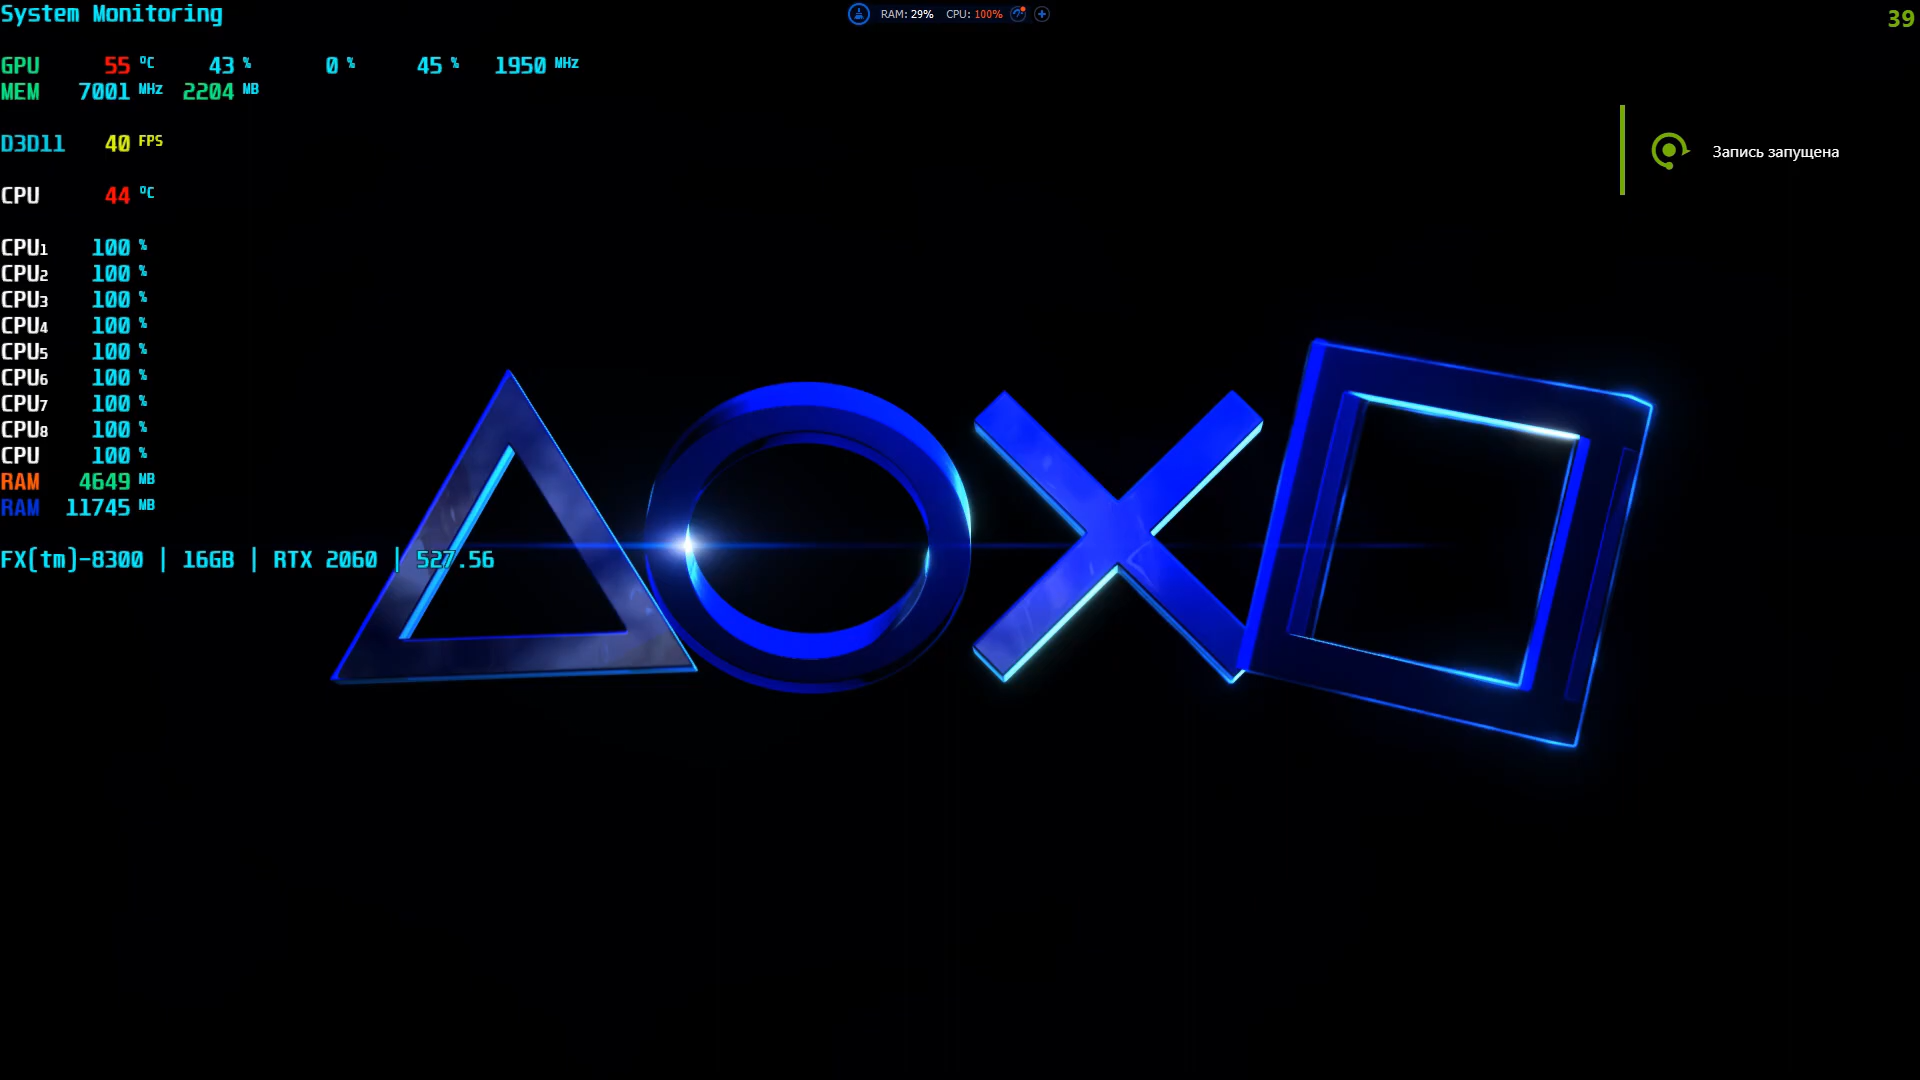 System Monitoring
RAM: 29% CPU: 100%
39
GPU 55 °C 43 % 0 % 45 % 1950 MHz
MEM 7001 MHz 2204 MB
D3D11 40 FPS
Запись запущена
CPU 44 °C
CPU1 100 %
CPU2 100 %
CPU3 100 %
CPU4 100 %
CPU5 100 %
CPU6 100 %
CPU7 100 %
CPU8 100 %
CPU 100 %
RAM 4649 MB
RAM 11745 MB
FX(tm)-8300 | 16GB | RTX 2060 | 527.56